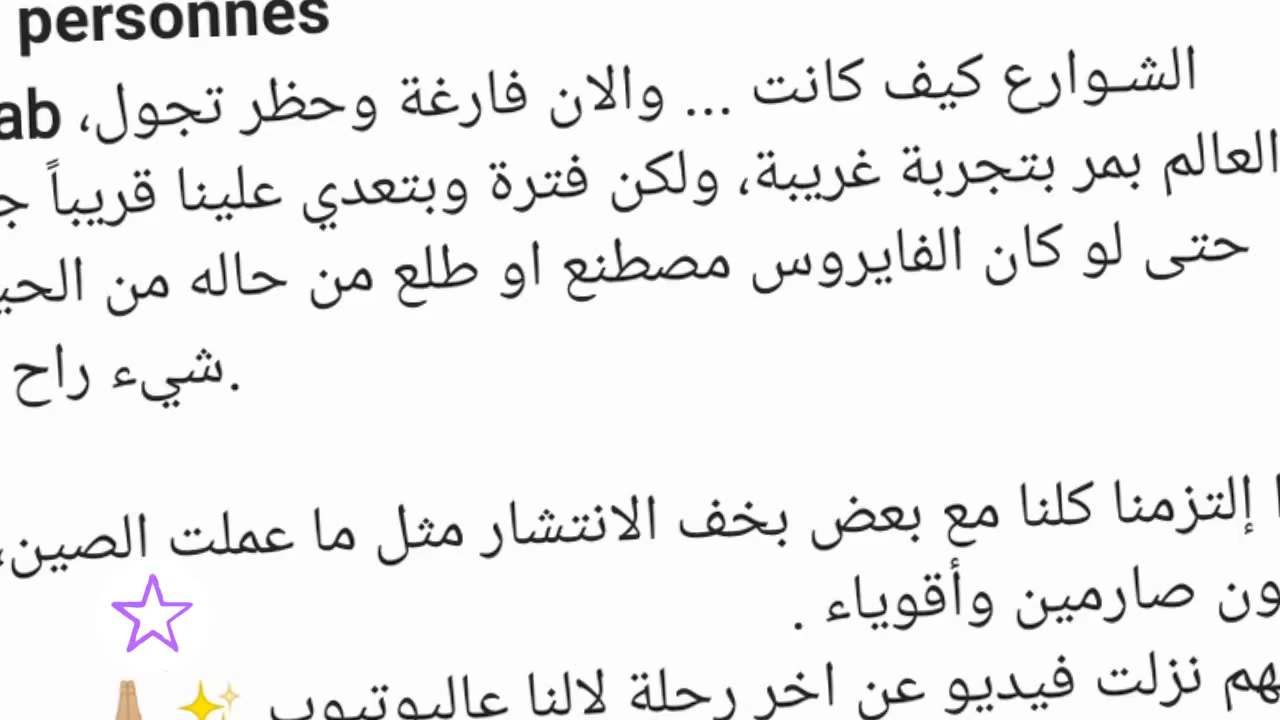 personnes
الشوارع كيف كانت ... والان فارغة وحظر تجول، ab
العالم بمر بتجربة غريبة، ولكن فترة وبتعدي علينا قريباً
حتى لو كان الفايروس مصطنع او طلع من حاله من
شيء راح.
إلتزمنا كلنا مع بعض بخف الانتشار مثل ما عملت الصين،
صارمين وأقوياء .
نزلت فيديو عن اخر رحلة لالنا عاليوتيوب ✨🙏🏼